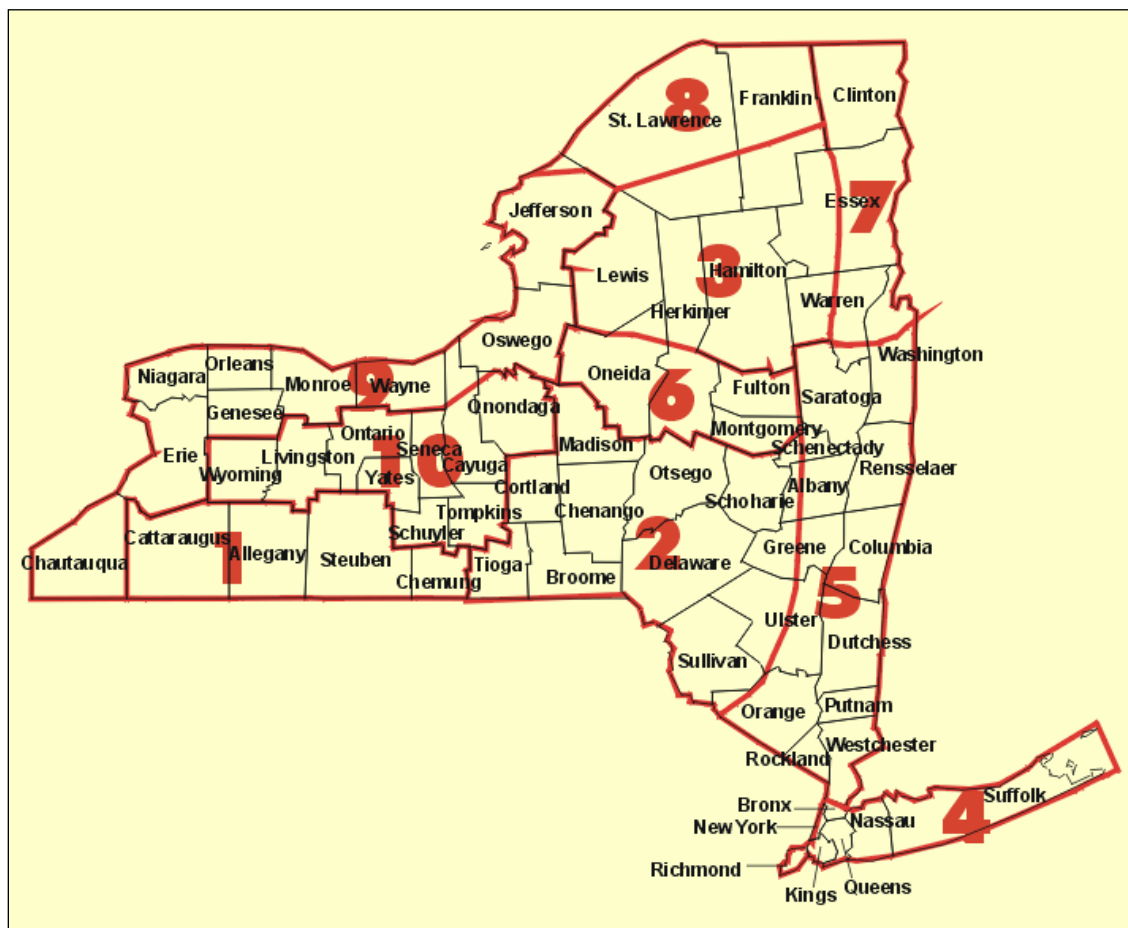 8
Franklin
Clinton
St. Lawrence
Jefferson
Essex
7
Lewis
3
Hamilton
Herkimer
Warren
Oswego
Washington
Orleans
Niagara
Monroe
9
Wayne
Oneida
6
Fulton
Saratoga
Genesee
Onondaga
Montgomery
Ontario
Schenectady
Erie
Wyoming
Livingston
10
Seneca
Cayuga
Madison
Otsego
Rensselaer
Yates
Cortland
Albany
Schoharie
Tompkins
Chenango
Schuyler
Cattaraugus
Chautauqua
1
Allegany
Steuben
Chemung
Tioga
Broome
2
Delaware
Greene
Columbia
5
Ulster
Dutchess
Sullivan
Orange
Putnam
Rockland
Westchester
Bronx
New York
Nassau
4
Suffolk
Richmond
Kings
Queens